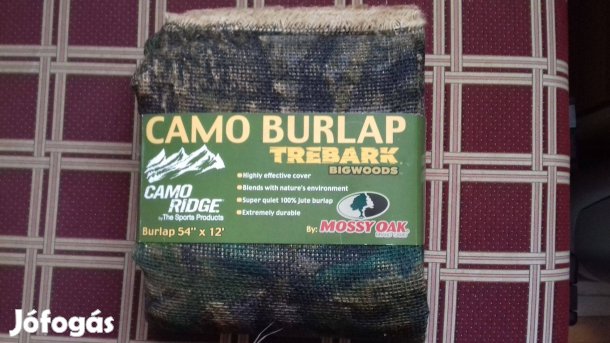 CAMO BURLAP
TREBARK
BIGWOODS
CAMO
RIDGE
by The Sports Products
Burlap 54" x 12'
•Highly effective cover
•Blends with nature's environment
•Super quiet 100% jute burlap
•Extremely durable
By: MOSSY OAK
Jófogás